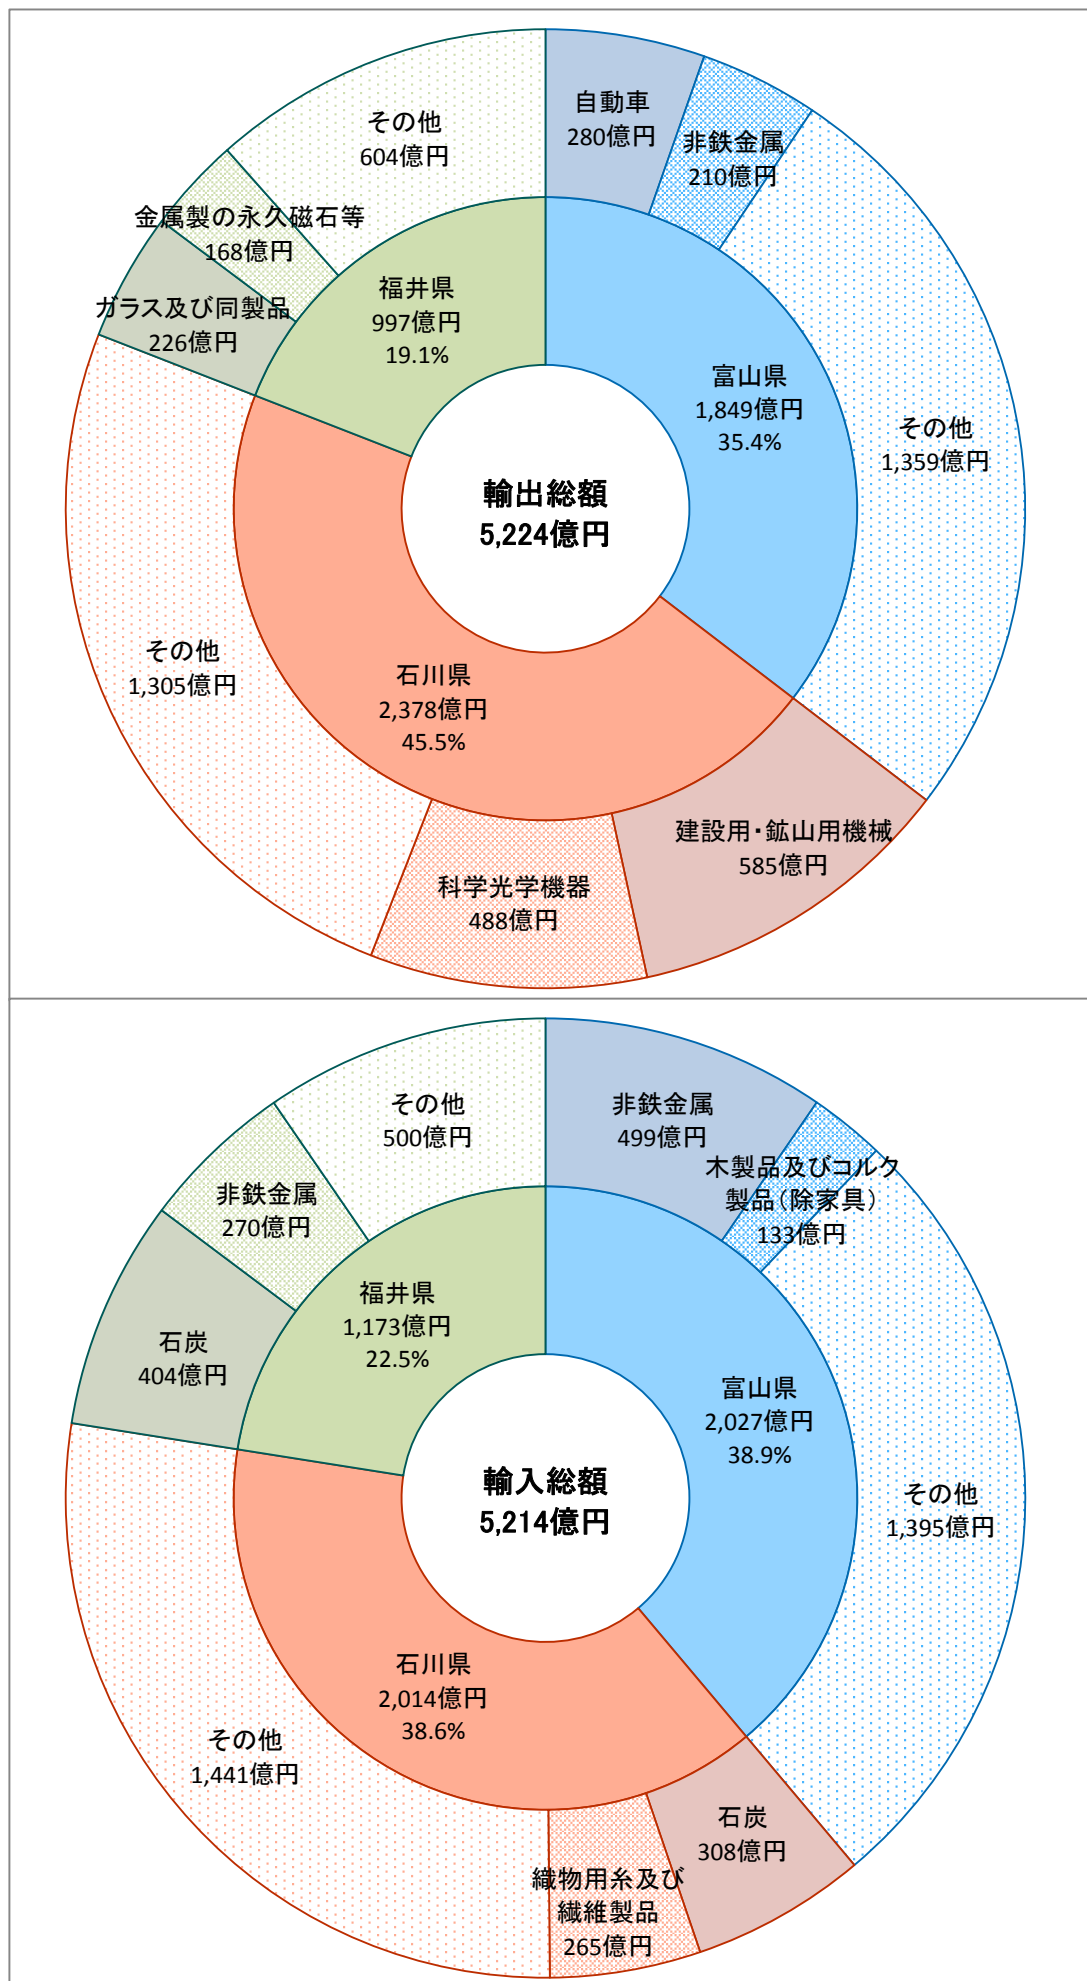 自動車
280億円
非鉄金属
210億円
その他
1,359億円
建設用・鉱山用機械
585億円
科学光学機器
488億円
その他
1,305億円
ガラス及び同製品
226億円
金属製の永久磁石等
168億円
その他
604億円
福井県
997億円
19.1%
富山県
1,849億円
35.4%
石川県
2,378億円
45.5%
輸出総額
5,224億円
非鉄金属
499億円
木製品及びコルク
製品（除家具）
133億円
その他
1,395億円
石炭
308億円
織物用糸及び
繊維製品
265億円
その他
1,441億円
石炭
404億円
非鉄金属
270億円
その他
500億円
福井県
1,173億円
22.5%
富山県
2,027億円
38.9%
石川県
2,014億円
38.6%
輸入総額
5,214億円